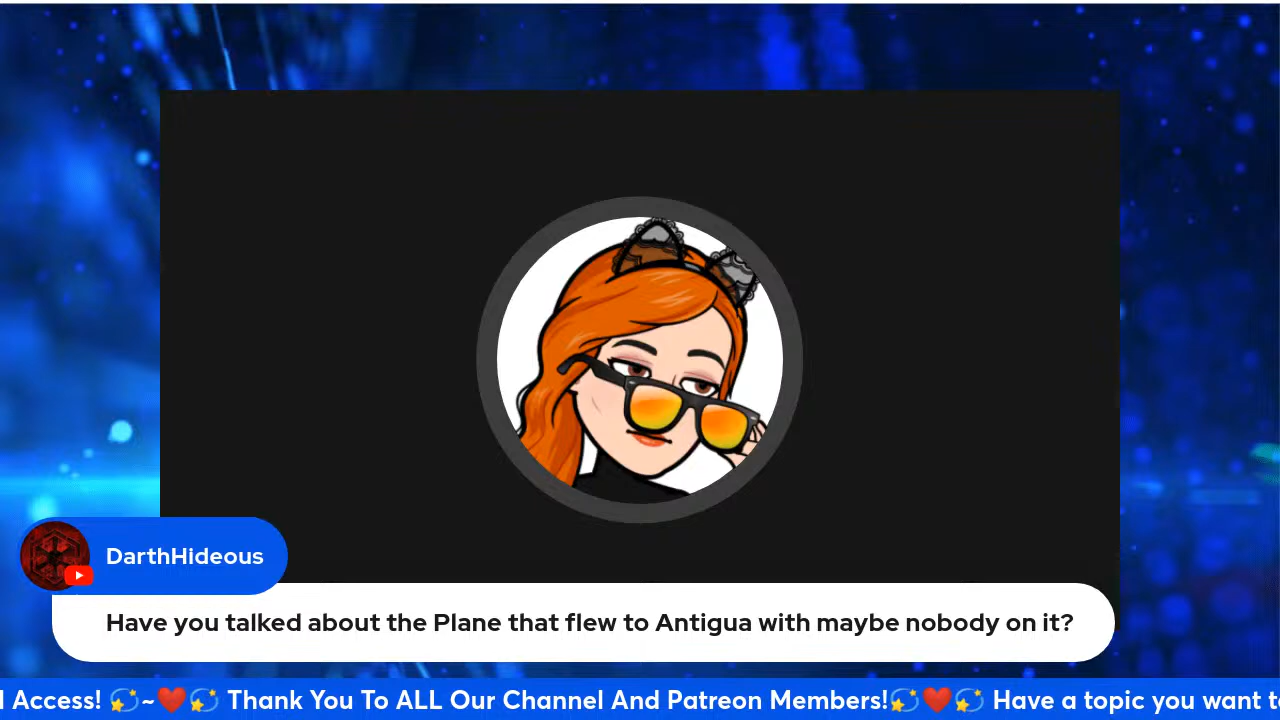 DarthHideous
Have you talked about the Plane that flew to Antigua with maybe nobody on it?
l Access! 💫~❤️💫 Thank You To ALL Our Channel And Patreon Members!💫❤️💫 Have a topic you want t